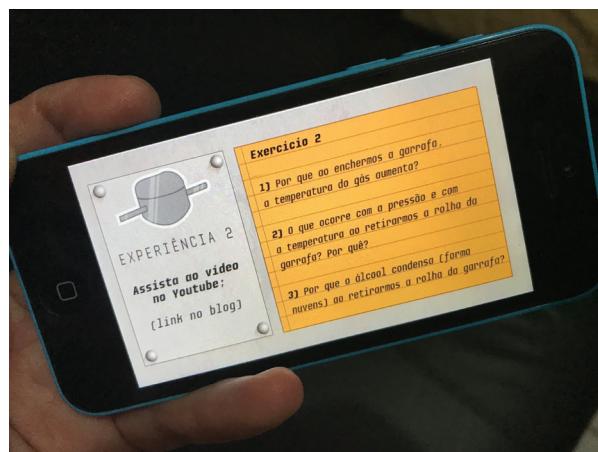 EXPERIÊNCIA 2
Assista ao vídeo
no Youtube:
(link no blog)
Exercício 2
1) Por que ao enchermos a garrafa,
a temperatura do gás aumenta?
2) O que ocorre com a pressão e com
a temperatura ao retirarmos a rolha da
garrafa? Por quê?
3) Por que o álcool condensa (forma
nuvens) ao retirarmos a rolha da garrafa?